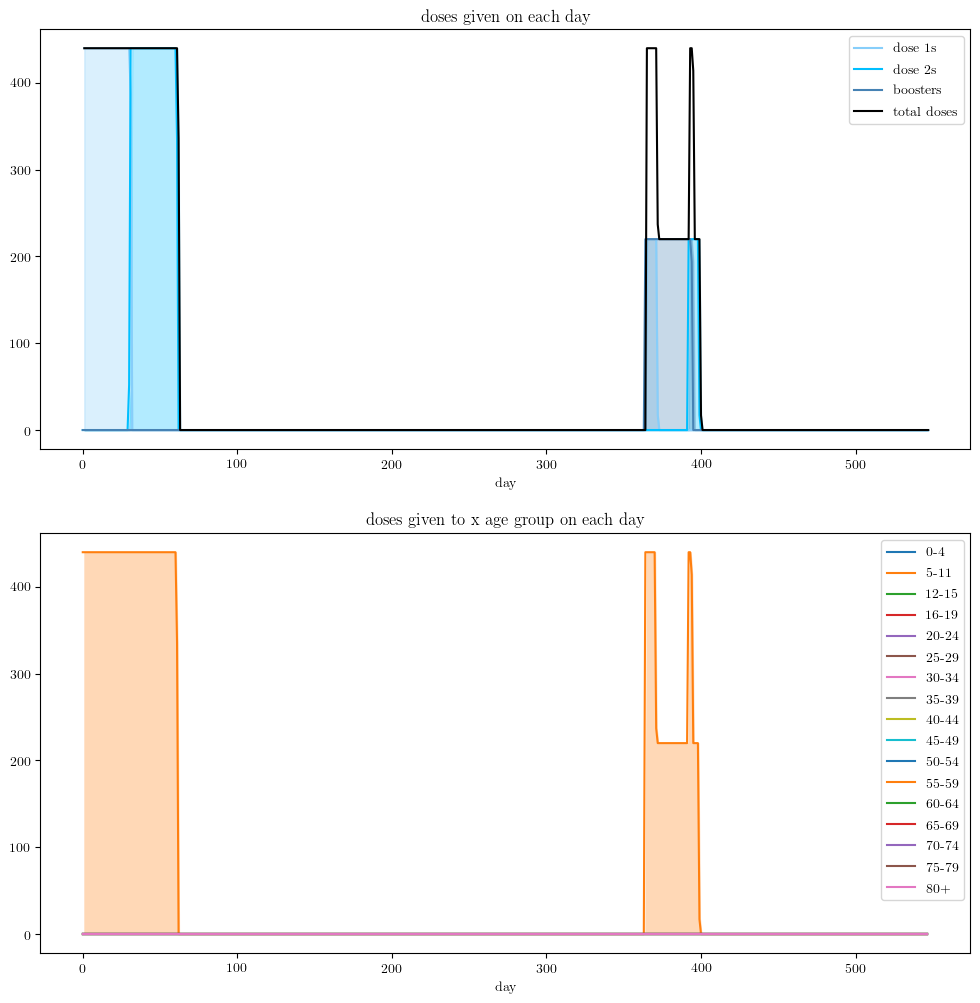 doses given on each day
dose 1s
dose 2s
boosters
total doses
400
300
200
100
0
0 100 200 300 400 500
day
doses given to x age group on each day
0-4
5-11
12-15
16-19
20-24
25-29
30-34
35-39
40-44
45-49
50-54
55-59
60-64
65-69
70-74
75-79
80+
400
300
200
100
0
0 100 200 300 400 500
day